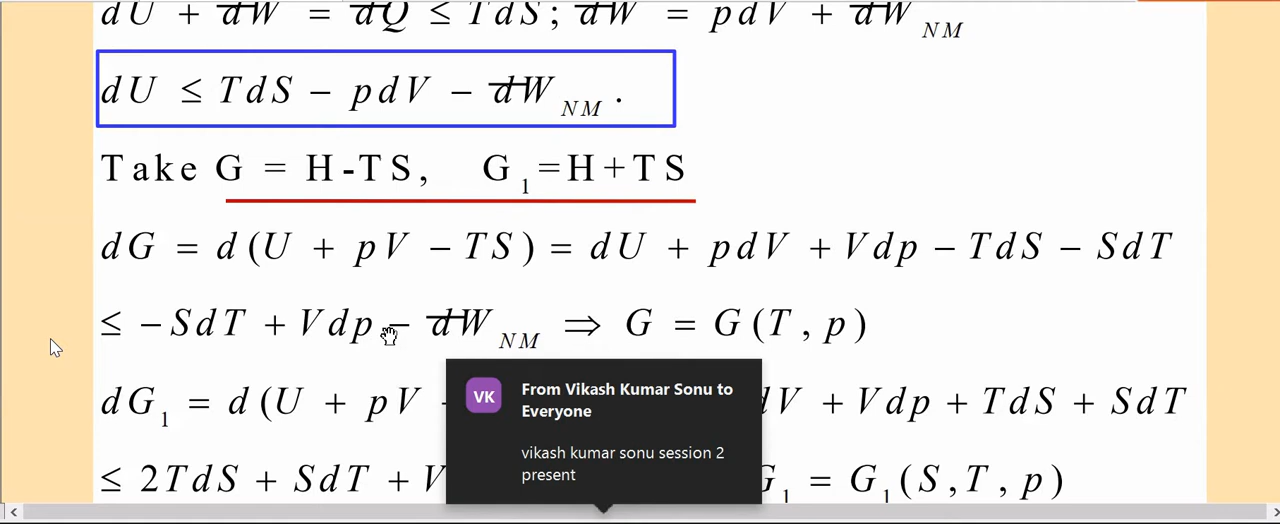 dU + đW = đQ ≤ TdS; đW = pdV + đW_NM
dU ≤ TdS − pdV − đW_NM .
Take G = H-TS, G_1=H+TS
dG = d(U + pV − TS) = dU + pdV + Vdp − TdS − SdT
≤ −SdT + Vdp − đW_NM ⇒ G = G(T, p)
dG_1 = d(U + pV dV + Vdp + TdS + SdT
≤ 2TdS + SdT + V G_1 = G_1(S,T, p)
VK
From Vikash Kumar Sonu to
Everyone
vikash kumar sonu session 2
present